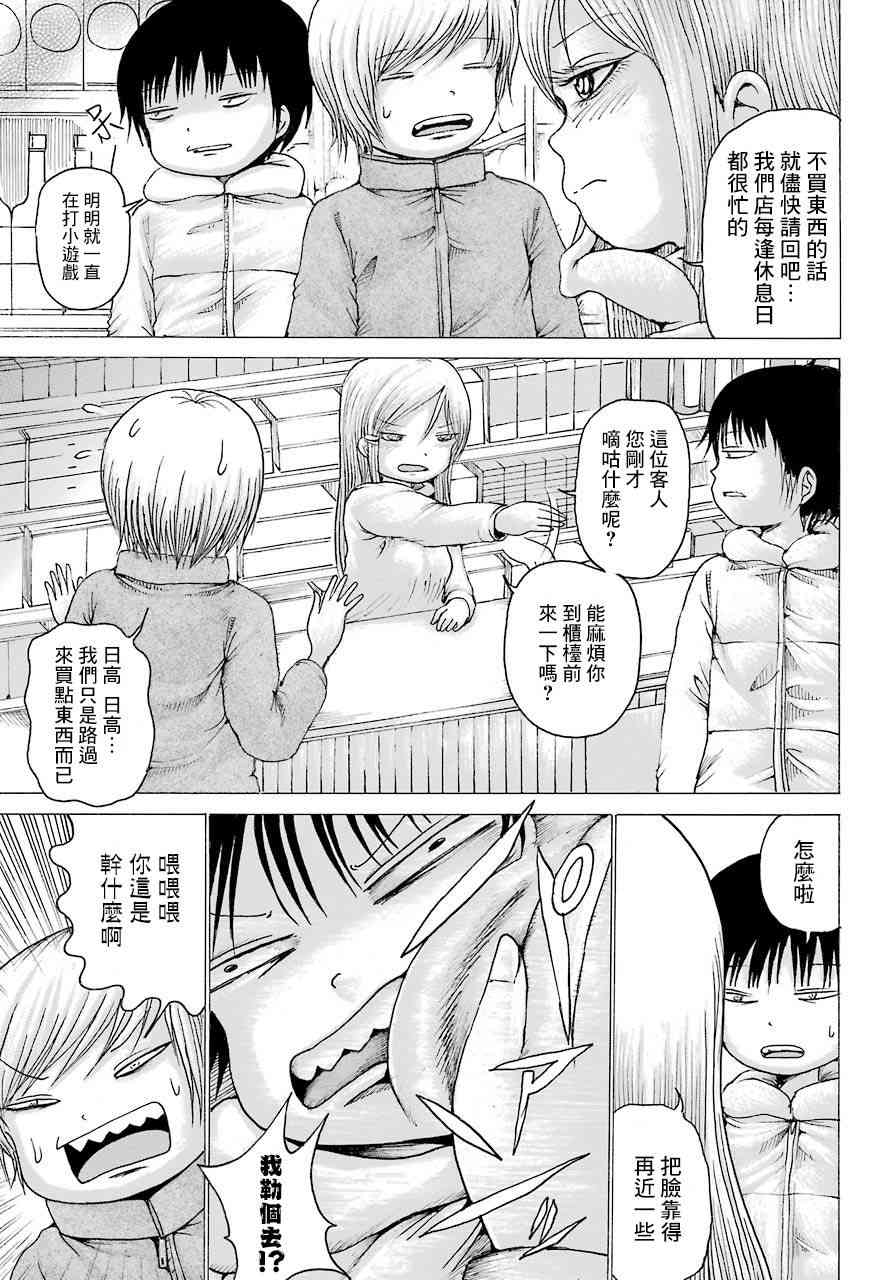 不買東西的話
就儘快請回吧…
我們店每逢休息日
都很忙的
呆
明明就一直
在打小遊戲
這位客人
您剛才
嘀咕什麼呢?
能麻煩你
到櫃檯前
來一下嗎?
日高 日高…
我們只是路過
來買點東西而已
怎麼啦
把臉靠得
再近一些
我勒個去!?
喂喂喂
你這是
幹什麼啊